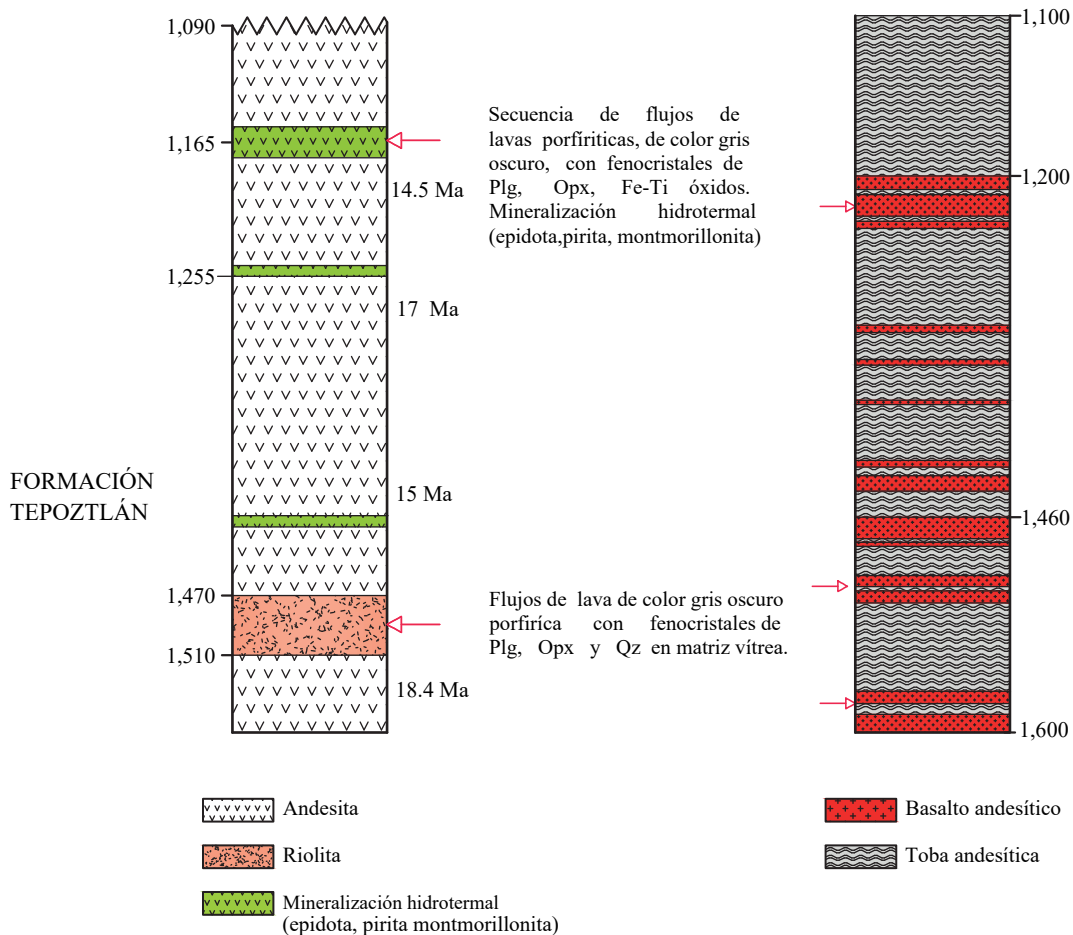 1,090
1,165
14.5 Ma
1,255
17 Ma
FORMACIÓN
TEPOZTLÁN
15 Ma
1,470
1,510
18.4 Ma
Secuencia de flujos de
lavas porfíriticas, de color gris
oscuro, con fenocristales de
Plg, Opx, Fe-Ti óxidos.
Mineralización hidrotermal
(epidota,pirita, montmorillonita)
Flujos de lava de color gris oscuro
porfiríca con fenocristales de
Plg, Opx y Qz en matriz vítrea.
1,100
1,200
1,460
1,600
Andesita
Riolita
Mineralización hidrotermal
(epidota, pirita montmorillonita)
Basalto andesítico
Toba andesítica